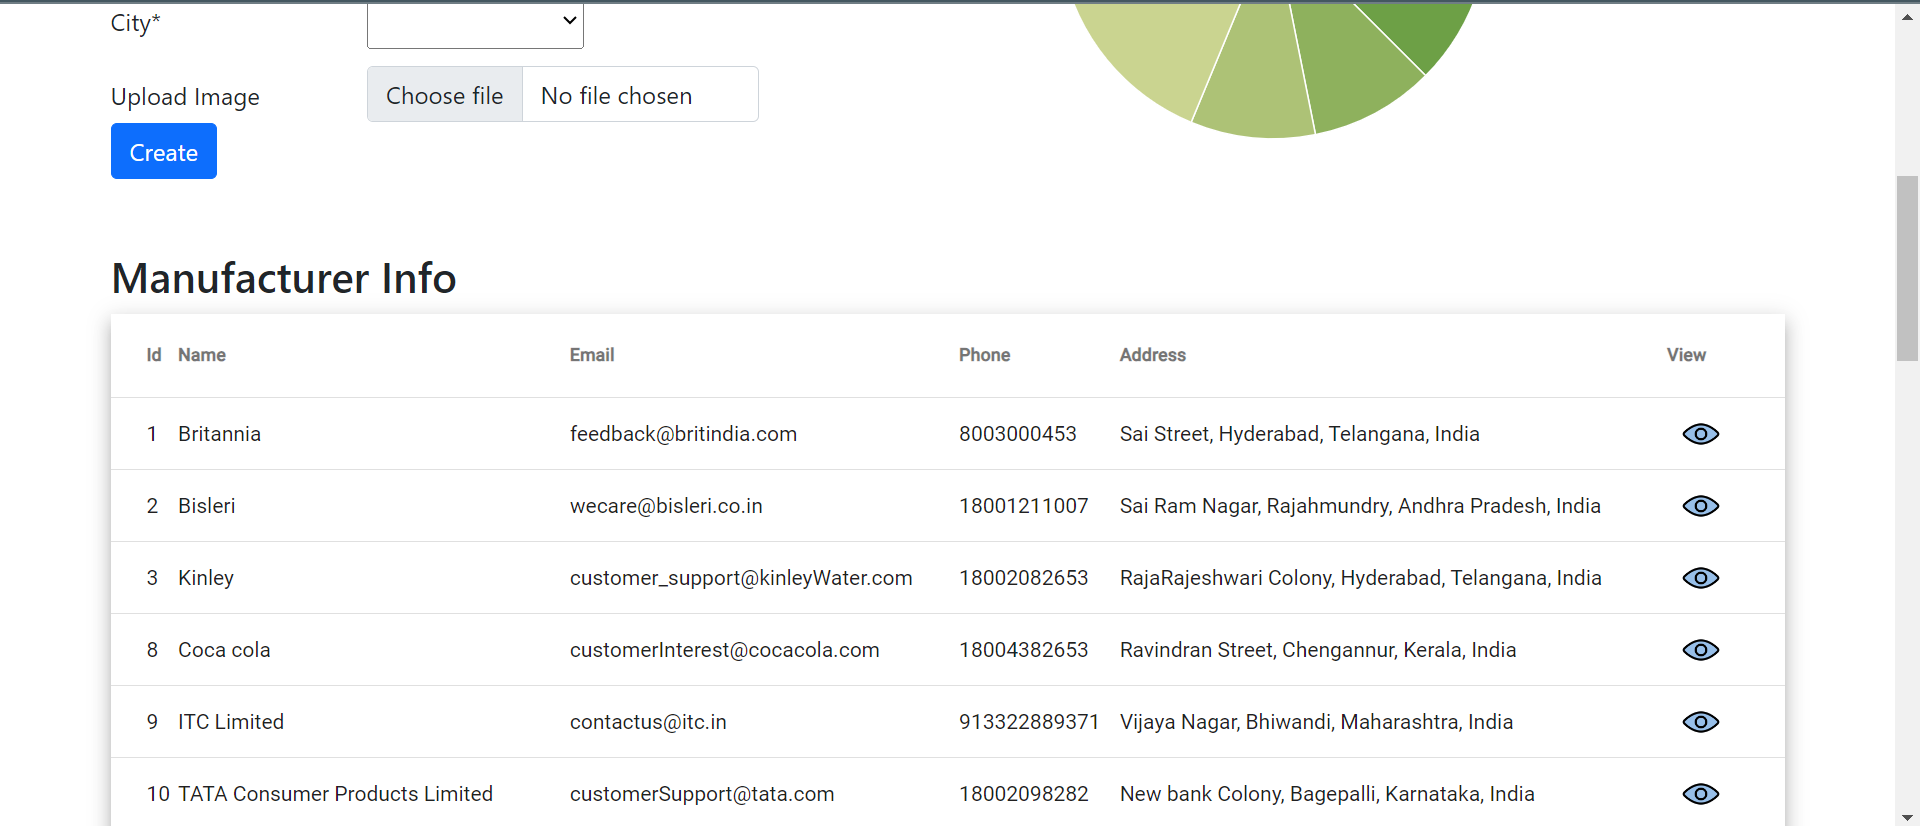 City*
Upload Image Choose file No file chosen
Create
Manufacturer Info
Id Name Email Phone Address View
1 Britannia feedback@britindia.com 8003000453 Sai Street, Hyderabad, Telangana, India
2 Bisleri wecare@bisleri.co.in 18001211007 Sai Ram Nagar, Rajahmundry, Andhra Pradesh, India
3 Kinley customer_support@kinleyWater.com 18002082653 RajaRajeshwari Colony, Hyderabad, Telangana, India
8 Coca cola customerInterest@cocacola.com 18004382653 Ravindran Street, Chengannur, Kerala, India
9 ITC Limited contactus@itc.in 913322889371 Vijaya Nagar, Bhiwandi, Maharashtra, India
10 TATA Consumer Products Limited customerSupport@tata.com 18002098282 New bank Colony, Bagepalli, Karnataka, India